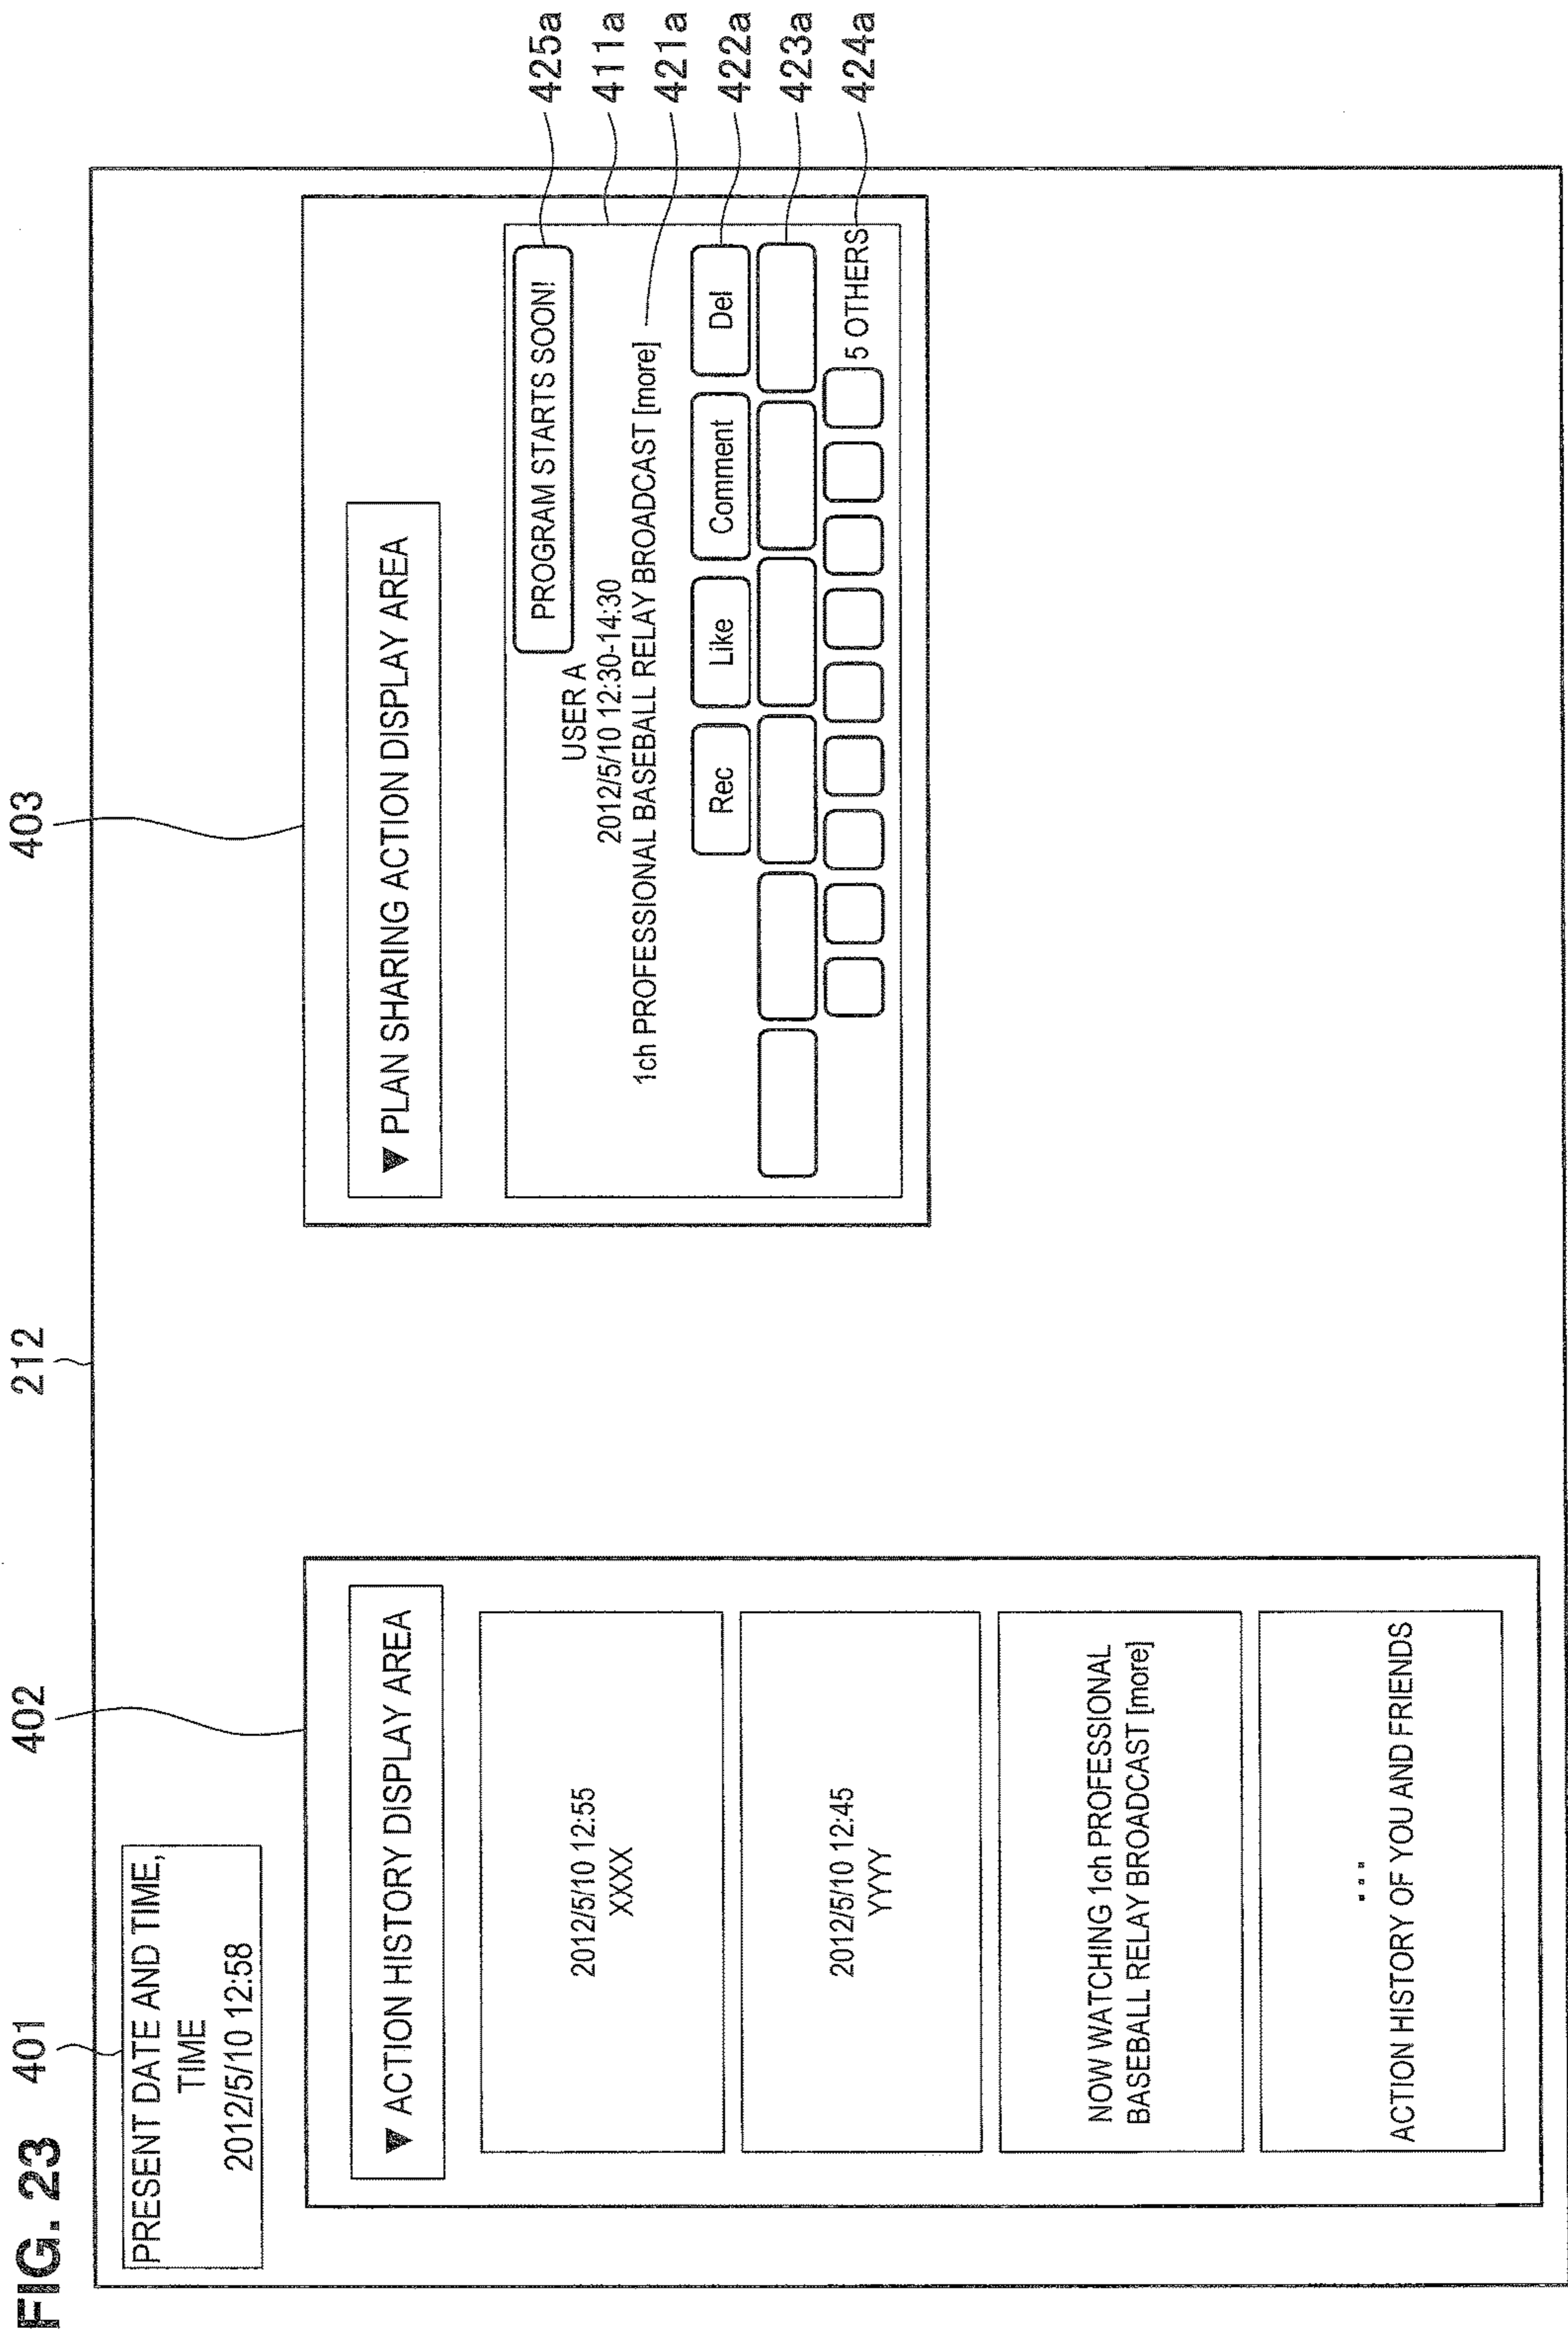 FIG. 23
401
402
212
403
PRESENT DATE AND TIME,
TIME
2012/5/10 12:58
▼ ACTION HISTORY DISPLAY AREA
2012/5/10 12:55
XXXX
2012/5/10 12:45
YYYY
NOW WATCHING 1ch PROFESSIONAL
BASEBALL RELAY BROADCAST [more]
...
ACTION HISTORY OF YOU AND FRIENDS
▼ PLAN SHARING ACTION DISPLAY AREA
PROGRAM STARTS SOON!
USER A
2012/5/10 12:30-14:30
1ch PROFESSIONAL BASEBALL RELAY BROADCAST [more]
Rec
Like
Comment
Del
5 OTHERS
425a
411a
421a
422a
423a
424a